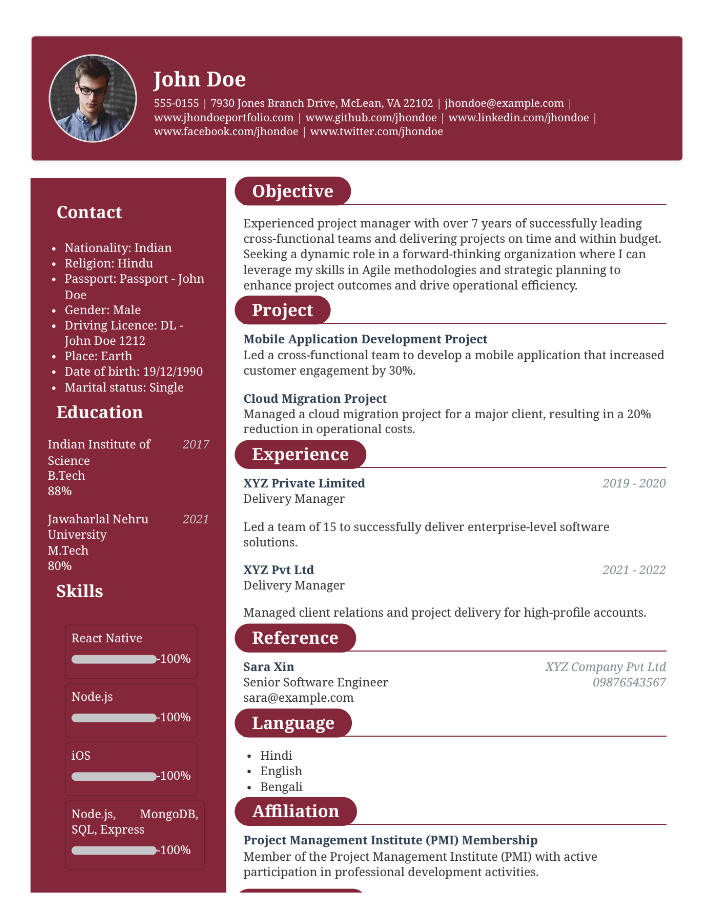 John Doe
555-0155 | 7930 Jones Branch Drive, McLean, VA 22102 | jhondoe@example.com |
www.jhondoeportfolio.com | www.github.com/jhondoe | www.linkedin.com/jhondoe |
www.facebook.com/jhondoe | www.twitter.com/jhondoe
Contact
• Nationality: Indian
• Religion: Hindu
• Passport: Passport - John
Doe
• Gender: Male
• Driving Licence: DL -
John Doe 1212
• Place: Earth
• Date of birth: 19/12/1990
• Marital status: Single
Education
Indian Institute of 2017
Science
B.Tech
88%
Jawaharlal Nehru 2021
University
M.Tech
80%
Skills
React Native
100%
Node.js
100%
iOS
100%
Node.js, MongoDB,
SQL, Express
100%
Objective
Experienced project manager with over 7 years of successfully leading
cross-functional teams and delivering projects on time and within budget.
Seeking a dynamic role in a forward-thinking organization where I can
leverage my skills in Agile methodologies and strategic planning to
enhance project outcomes and drive operational efficiency.
Project
Mobile Application Development Project
Led a cross-functional team to develop a mobile application that increased
customer engagement by 30%.
Cloud Migration Project
Managed a cloud migration project for a major client, resulting in a 20%
reduction in operational costs.
Experience
XYZ Private Limited 2019 - 2020
Delivery Manager
Led a team of 15 to successfully deliver enterprise-level software
solutions.
XYZ Pvt Ltd 2021 - 2022
Delivery Manager
Managed client relations and project delivery for high-profile accounts.
Reference
Sara Xin XYZ Company Pvt Ltd
Senior Software Engineer 09876543567
sara@example.com
Language
• Hindi
• English
• Bengali
Affiliation
Project Management Institute (PMI) Membership
Member of the Project Management Institute (PMI) with active
participation in professional development activities.